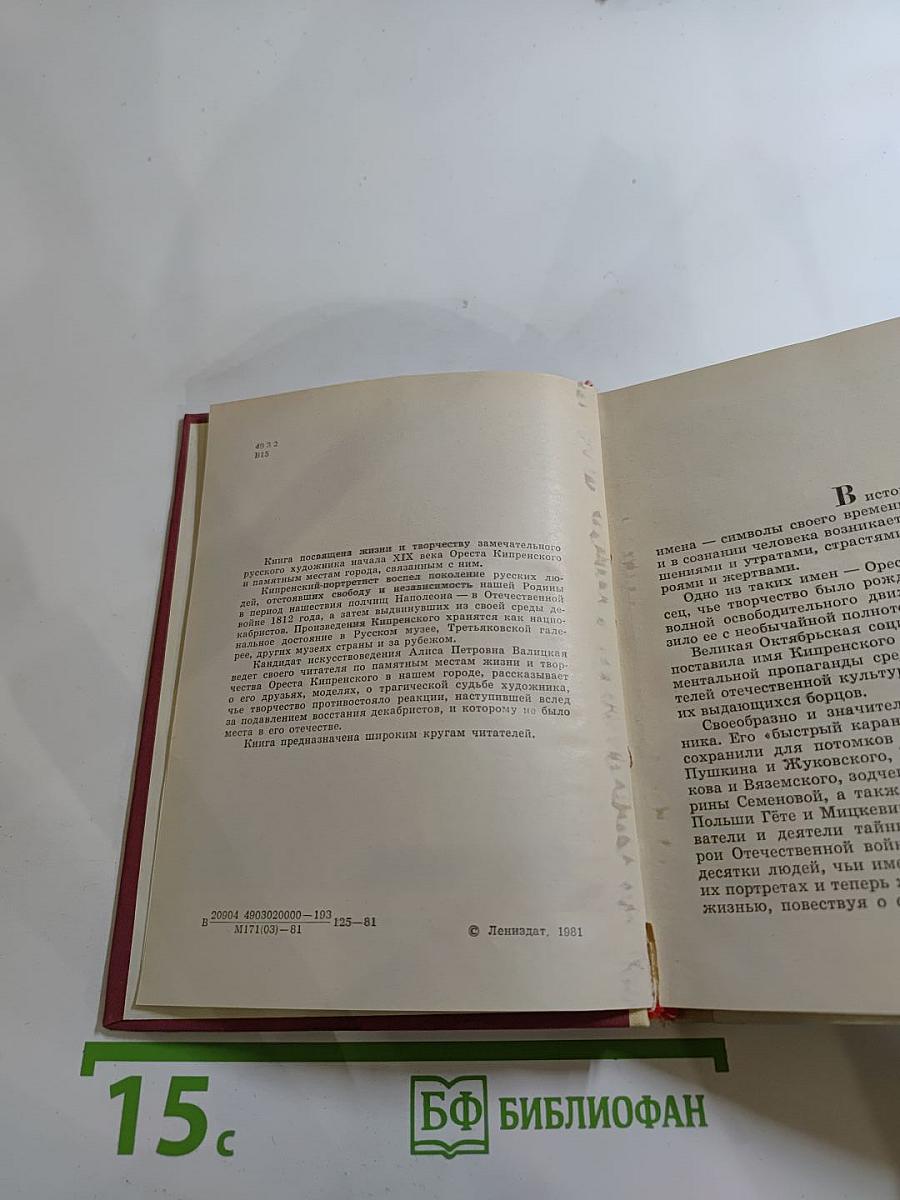 49 3 2
В15
Книга посвящена жизни и творчеству замечательного
русского художника начала XIX века Ореста Кипренского
и памятным местам города, связанным с ним.
Кипренский-портретист воспел поколение русских лю-
дей, отстоявших свободу и независимость нашей Родины
в период нашествия полчищ Наполеона — в Отечественной
войне 1812 года, а затем выдвинувших из своей среды де-
кабристов. Произведения Кипренского хранятся как нацио-
нальное достояние в Русском музее, Третьяковской гале-
рее, других музеях страны и за рубежом.
Кандидат искусствоведения Алиса Петровна Валицкая
ведет своего читателя по памятным местам жизни и твор-
чества Ореста Кипренского в нашем городе, рассказывает
о его друзьях, моделях, о трагической судьбе художника,
чье творчество противостояло реакции, наступившей вслед
за подавлением восстания декабристов, и которому не было
места в его отечестве.
Книга предназначена широким кругам читателей.
В 20904 4903020000—193
М171(03)—81 125—81
© Лениздат, 1981
В исто
имена — символы своего времен
и в сознании человека возникает
шениями и утратами, страстями
роями и жертвами.
Одно из таких имен — Орес
сец, чье творчество было рожд
волной освободительного движ
зило ее с необычайной полното
Великая Октябрьская соци
поставила имя Кипренского
ментальной пропаганды сре
телей отечественной культур
их выдающихся борцов.
Своеобразно и значител
ника. Его «быстрый каран
сохранили для потомков
Пушкина и Жуковского,
кова и Вяземского, зодче
рины Семеновой, а такж
Польши Гёте и Мицкеви
ватели и деятели тайн
рои Отечественной вой
десятки людей, чьи име
их портретах и теперь
жизнью, повествуя о
15 с
БФ БИБЛИОФАН